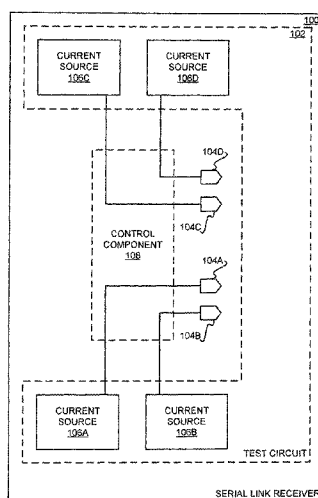 100
102
CURRENT
SOURCE
106C
CURRENT
SOURCE
106D
104D
104C
CONTROL
COMPONENT
108
104A
104B
CURRENT
SOURCE
106A
CURRENT
SOURCE
106B
TEST CIRCUIT
SERIAL LINK RECEIVER